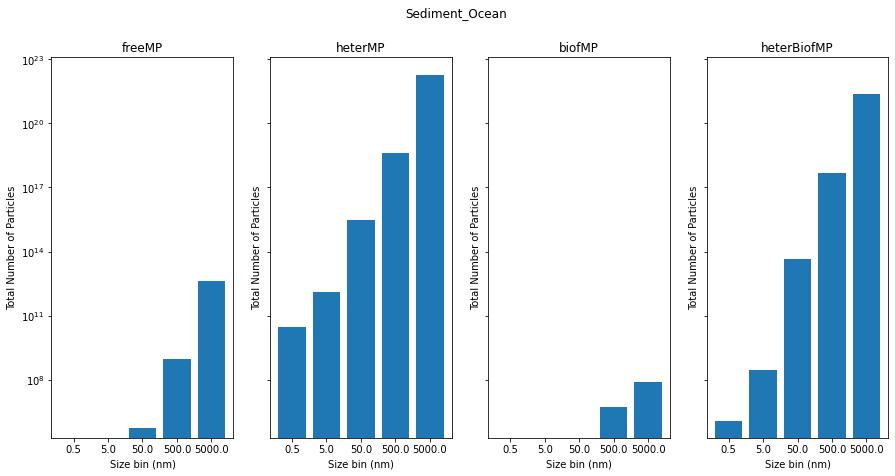 Sediment_Ocean
freeMP
heterMP
biofMP
heterBiofMP
Total Number of Particles
10^23
10^20
10^17
10^14
10^11
10^8
0.5 5.0 50.0 500.0 5000.0
Size bin (nm)
Total Number of Particles
0.5 5.0 50.0 500.0 5000.0
Size bin (nm)
Total Number of Particles
0.5 5.0 50.0 500.0 5000.0
Size bin (nm)
Total Number of Particles
0.5 5.0 50.0 500.0 5000.0
Size bin (nm)